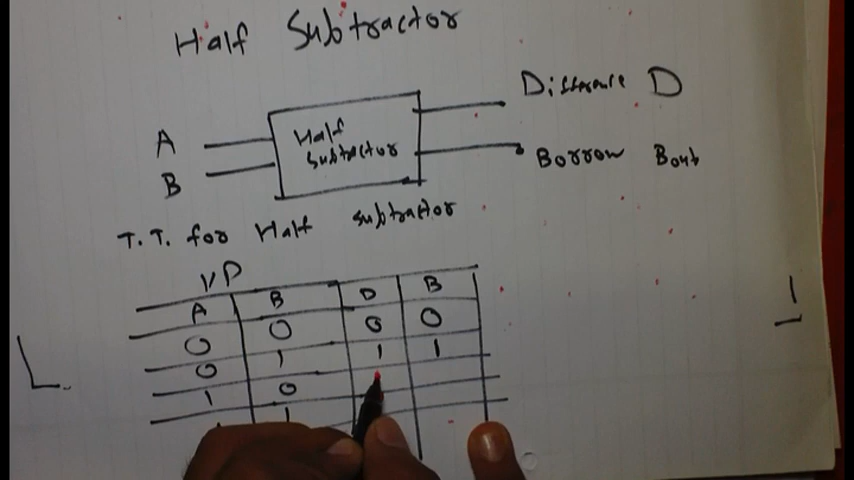 Half Subtractor
Difference D
A
Half
Subtractor
B
Borrow Bout
T.T. for Half Subtractor
I/P
A B D B
0 0 0 0
0 1 1 1
1 0
1